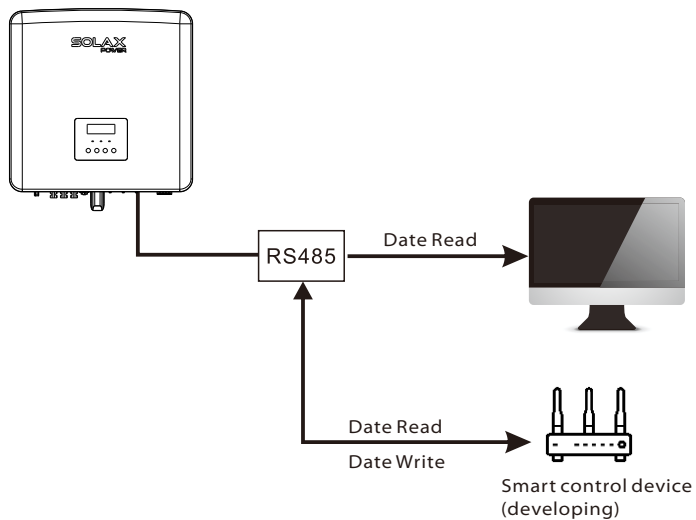 SOLAX
POWER
RS485
Date Read
Date Read
Date Write
Smart control device
(developing)